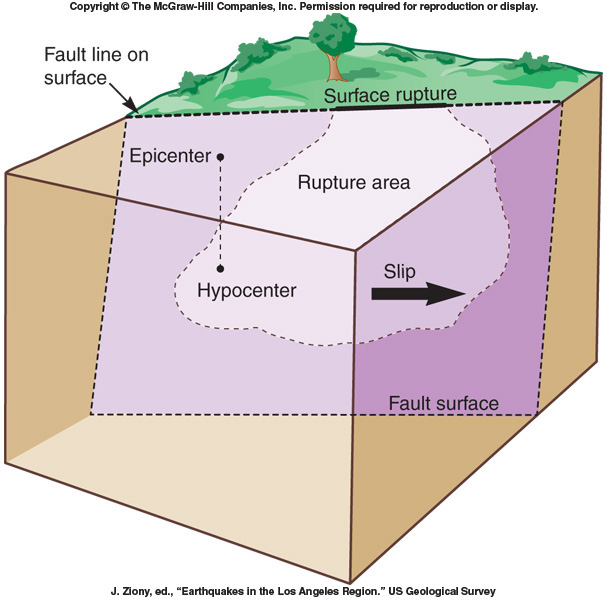 Copyright © The McGraw-Hill Companies, Inc. Permission required for reproduction or display.
Fault line on
surface
Surface rupture
Epicenter
Rupture area
Slip
Hypocenter
Fault surface
J. Ziony, ed., “Earthquakes in the Los Angeles Region.” US Geological Survey